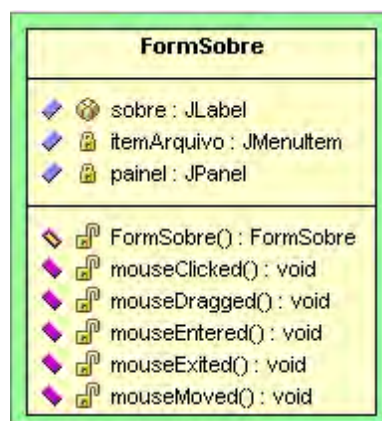 FormSobre
sobre : JLabel
itemArquivo : JMenuItem
painel : JPanel
FormSobre() : FormSobre
mouseClicked() : void
mouseDragged() : void
mouseEntered() : void
mouseExited() : void
mouseMoved() : void